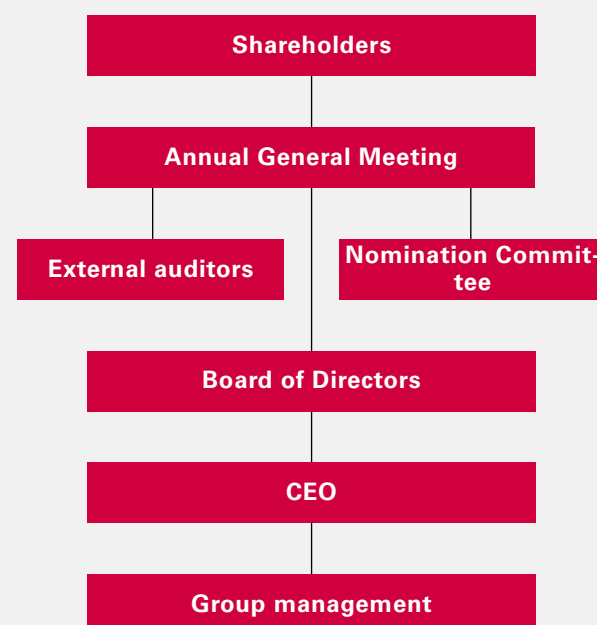 Shareholders
Annual General Meeting
External auditors
Nomination Commit-
tee
Board of Directors
CEO
Group management